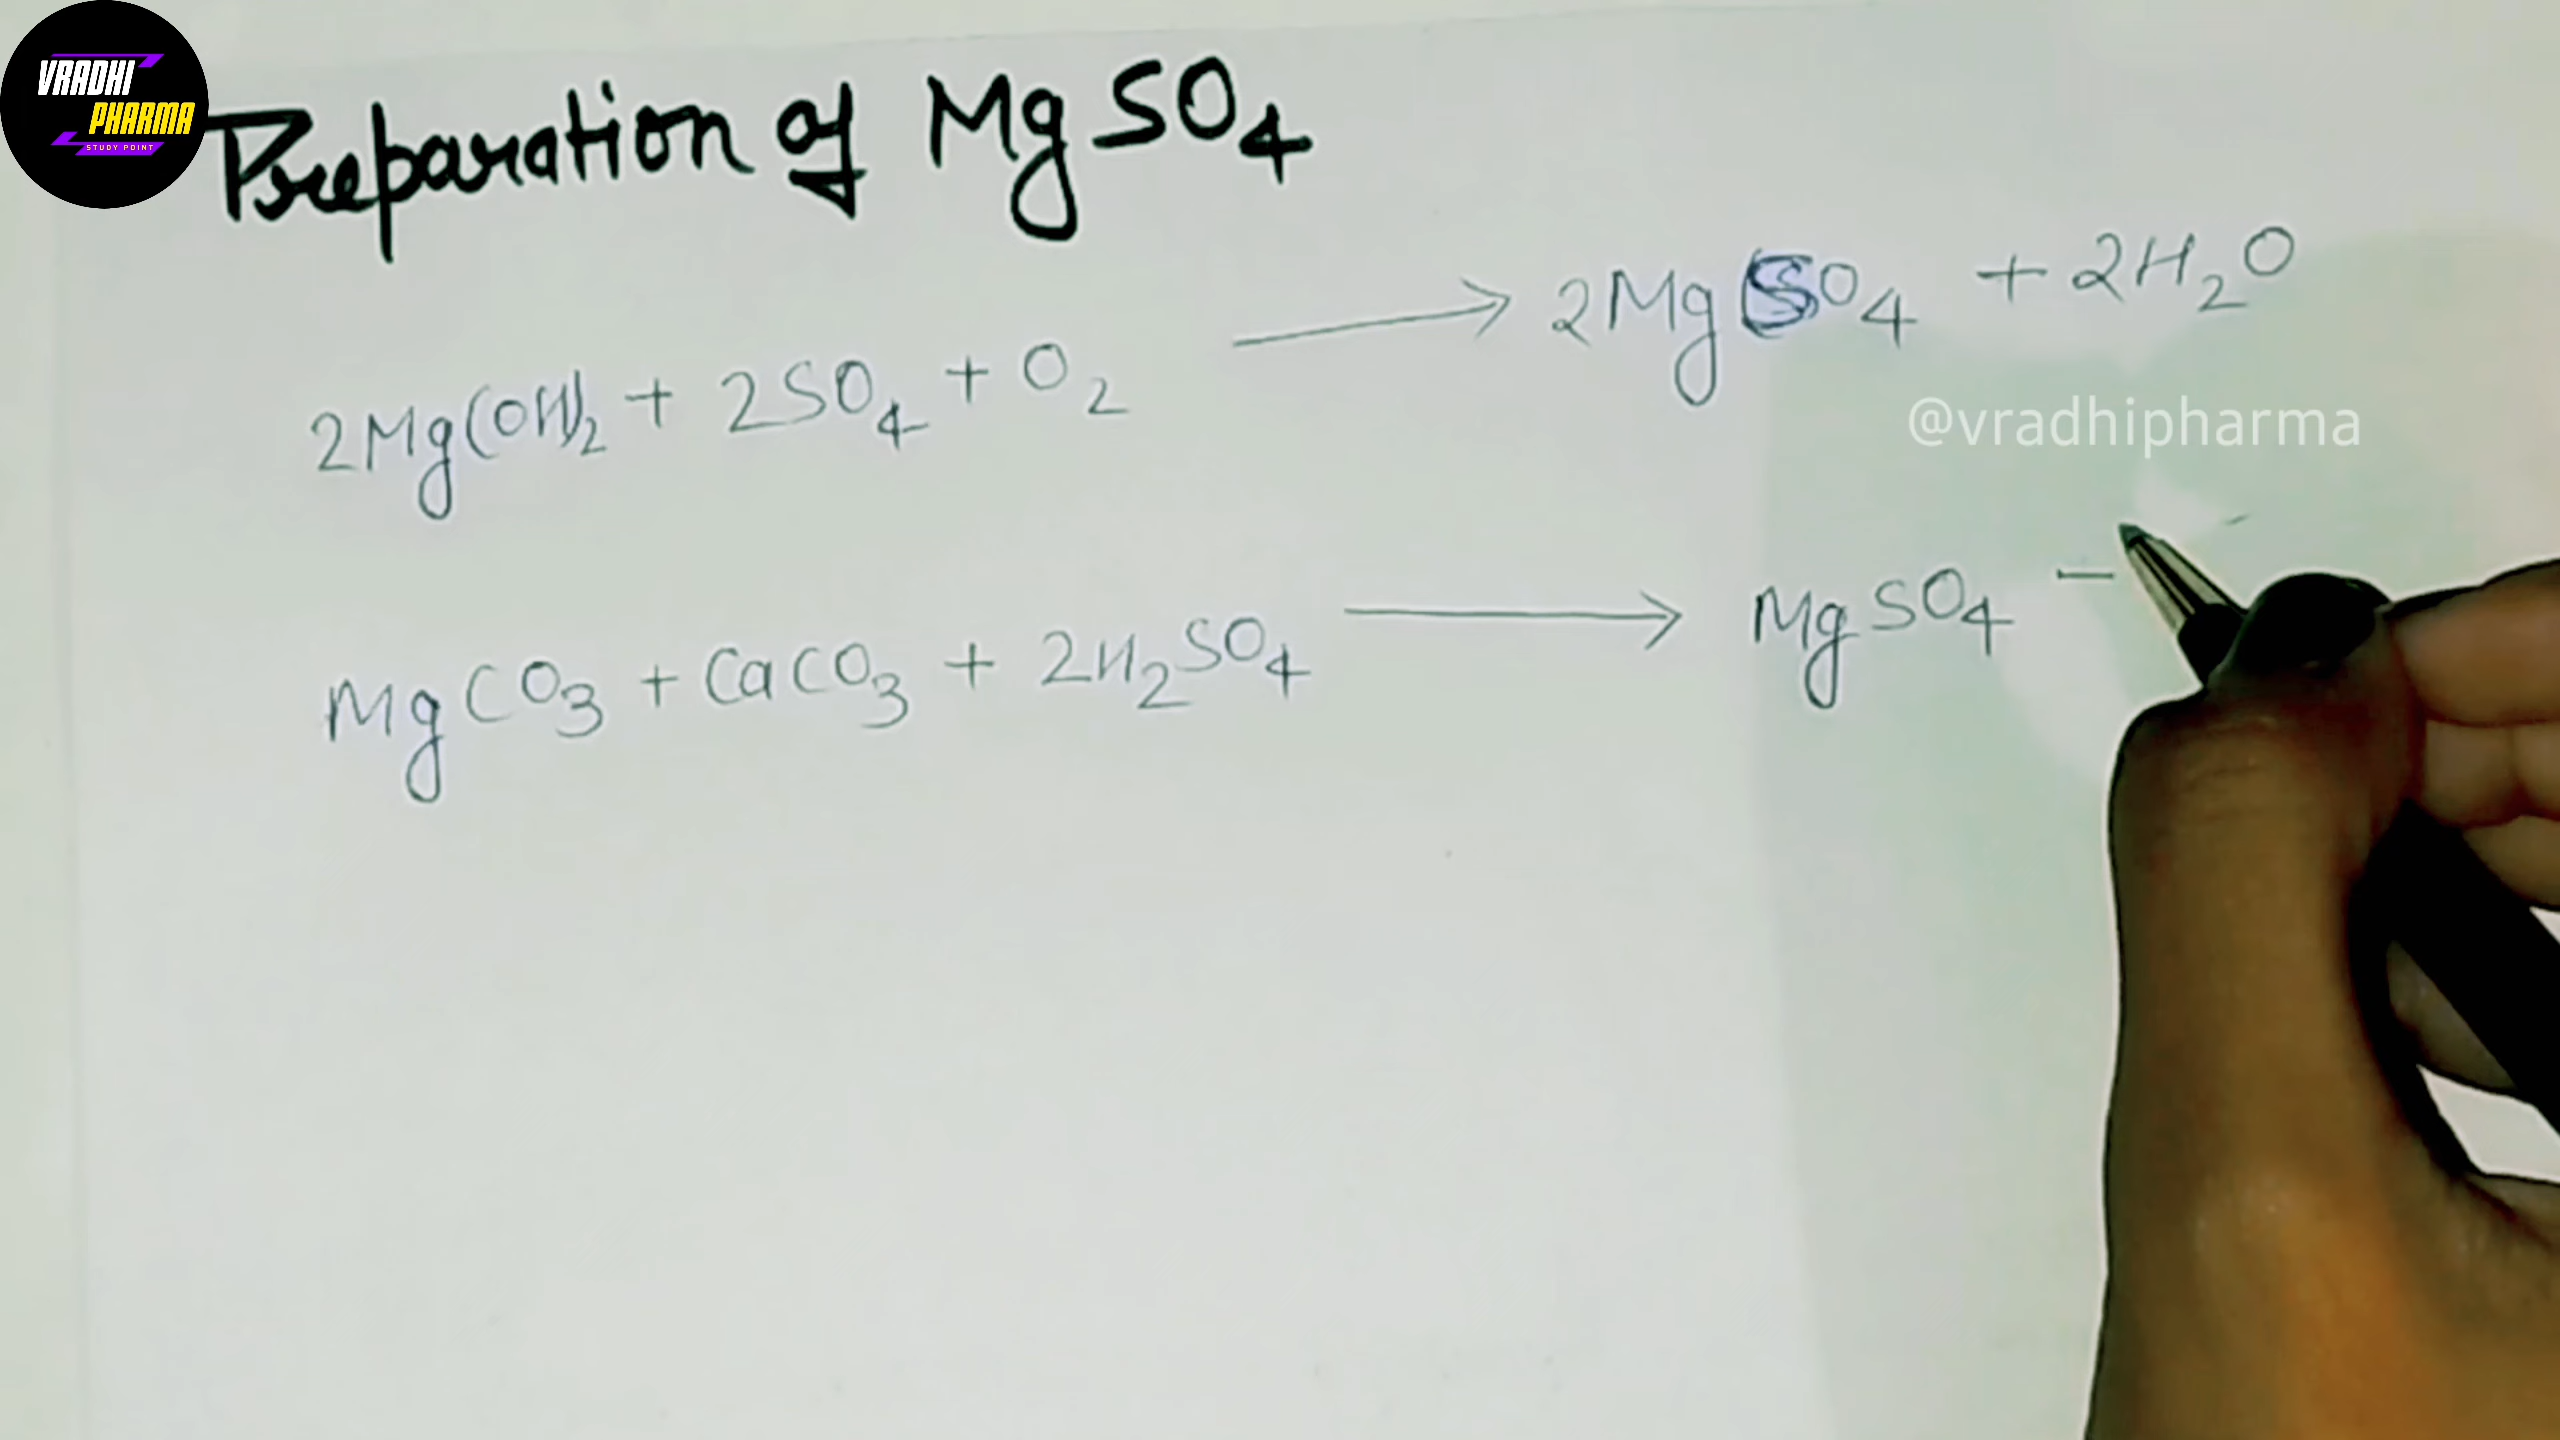 VRADHI
PHARMA
STUDY POINT
Preparation of MgSO4
2Mg(OH)2 + 2SO4 + O2 → 2MgSO4 + 2H2O
@vradhipharma
MgCO3 + CaCO3 + 2H2SO4 → MgSO4 –